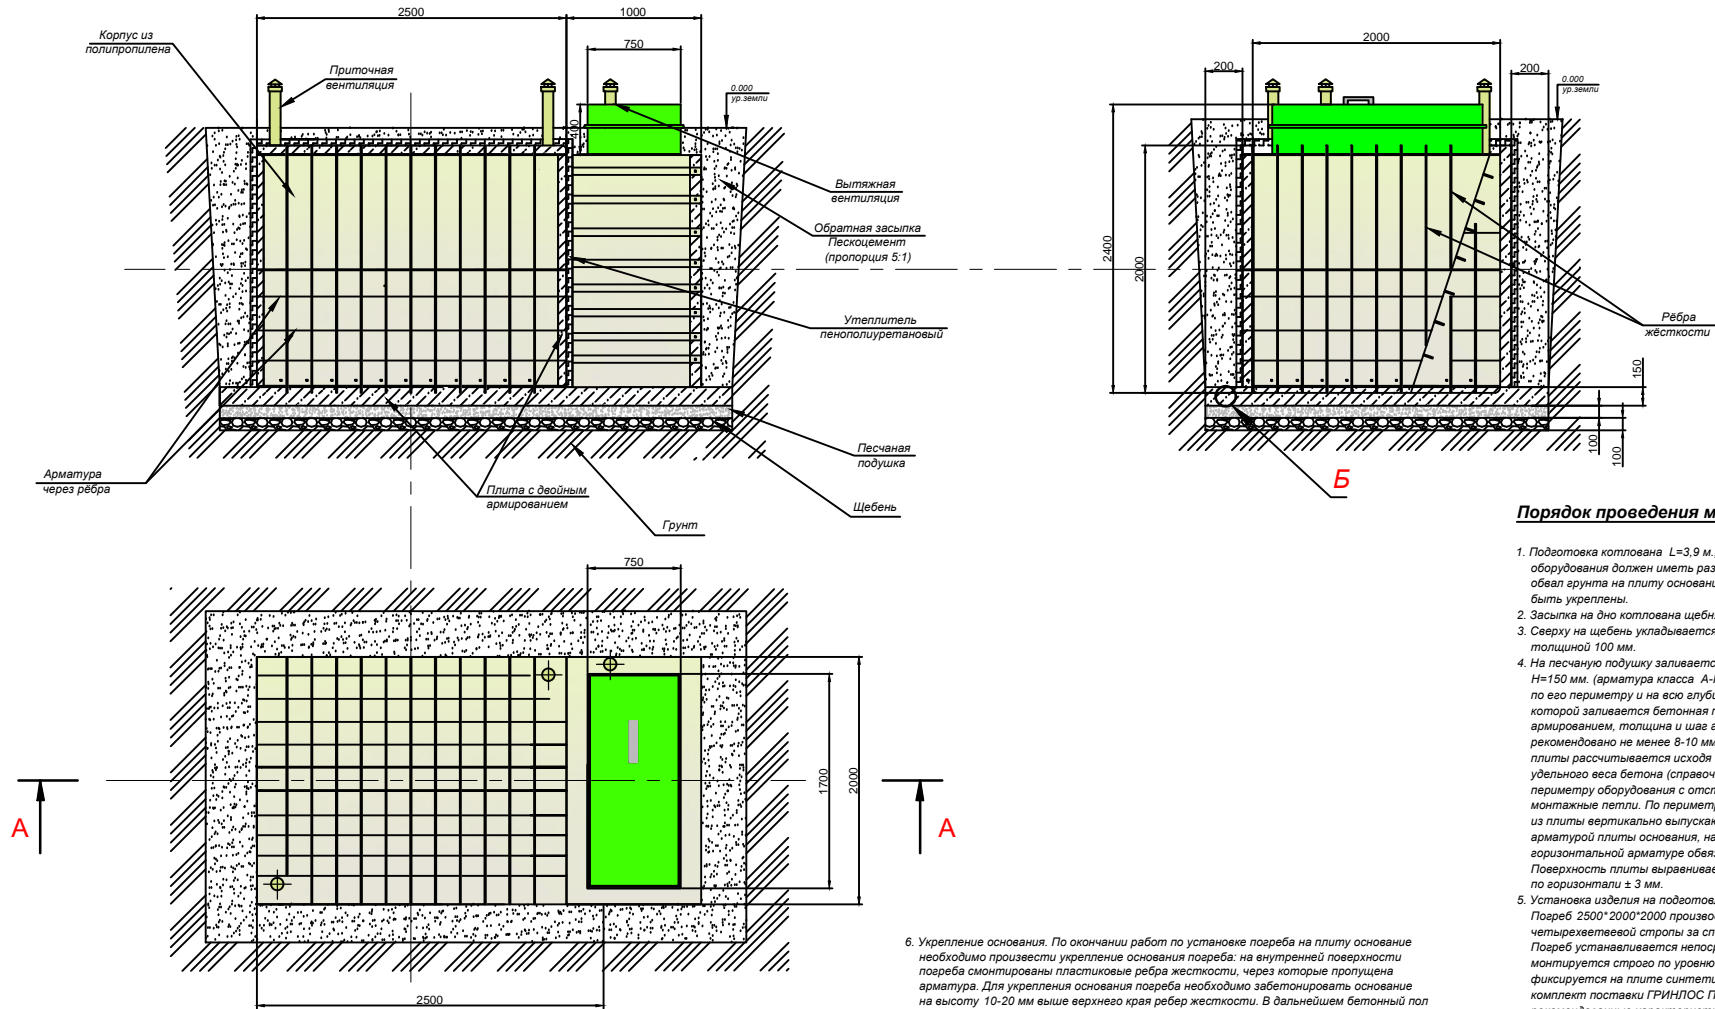 2500
1000
750
Корпус из
полипропилена
Приточная
вентиляция
0.000
ур.земли
400
Вытяжная
вентиляция
Обратная засыпка
Пескоцемент
(пропорция 5:1)
Утеплитель
пенополиуретановый
Песчаная
подушка
Щебень
Арматура
через рёбра
Плита с двойным
армированием
Грунт
2000
200
200
0.000
ур.земли
2400
2000
Рёбра
жёсткости
150
100
100
Б
750
1700
2000
А
А
2500
Порядок проведения м
1. Подготовка котлована L=3,9 м.
оборудования должен иметь раз
обвал грунта на плиту основани
быть укреплены.
2. Засыпка на дно котлована щебн
3. Сверху на щебень укладывается
толщиной 100 мм.
4. На песчаную подушку заливаетс
Н=150 мм. (арматура класса А-I
по его периметру и на всю глуби
которой заливается бетонная п
армированием, толщина и шаг а
рекомендовано не менее 8-10 мм
плиты рассчитывается исходя
удельного веса бетона (справоч
периметру оборудования с отст
монтажные петли. По периметр
из плиты вертикально выпускаю
арматурой плиты основания, на
горизонтальной арматуре обвяз
Поверхность плиты выравнивае
по горизонтали ± 3 мм.
5. Установка изделия на подготовл
Погреб 2500*2000*2000 произво
четырехветвевой стропы за сп
Погреб устанавливается непоср
монтируется строго по уровню
фиксируется на плите синтети
комплект поставки ГРИНЛОС П
6. Укрепление основания. По окончании работ по установке погреба на плиту основание
необходимо произвести укрепление основания погреба: на внутренней поверхности
погреба смонтированы пластиковые ребра жесткости, через которые пропущена
арматура. Для укрепления основания погреба необходимо забетонировать основание
на высоту 10-20 мм выше верхнего края ребер жесткости. В дальнейшем бетонный пол